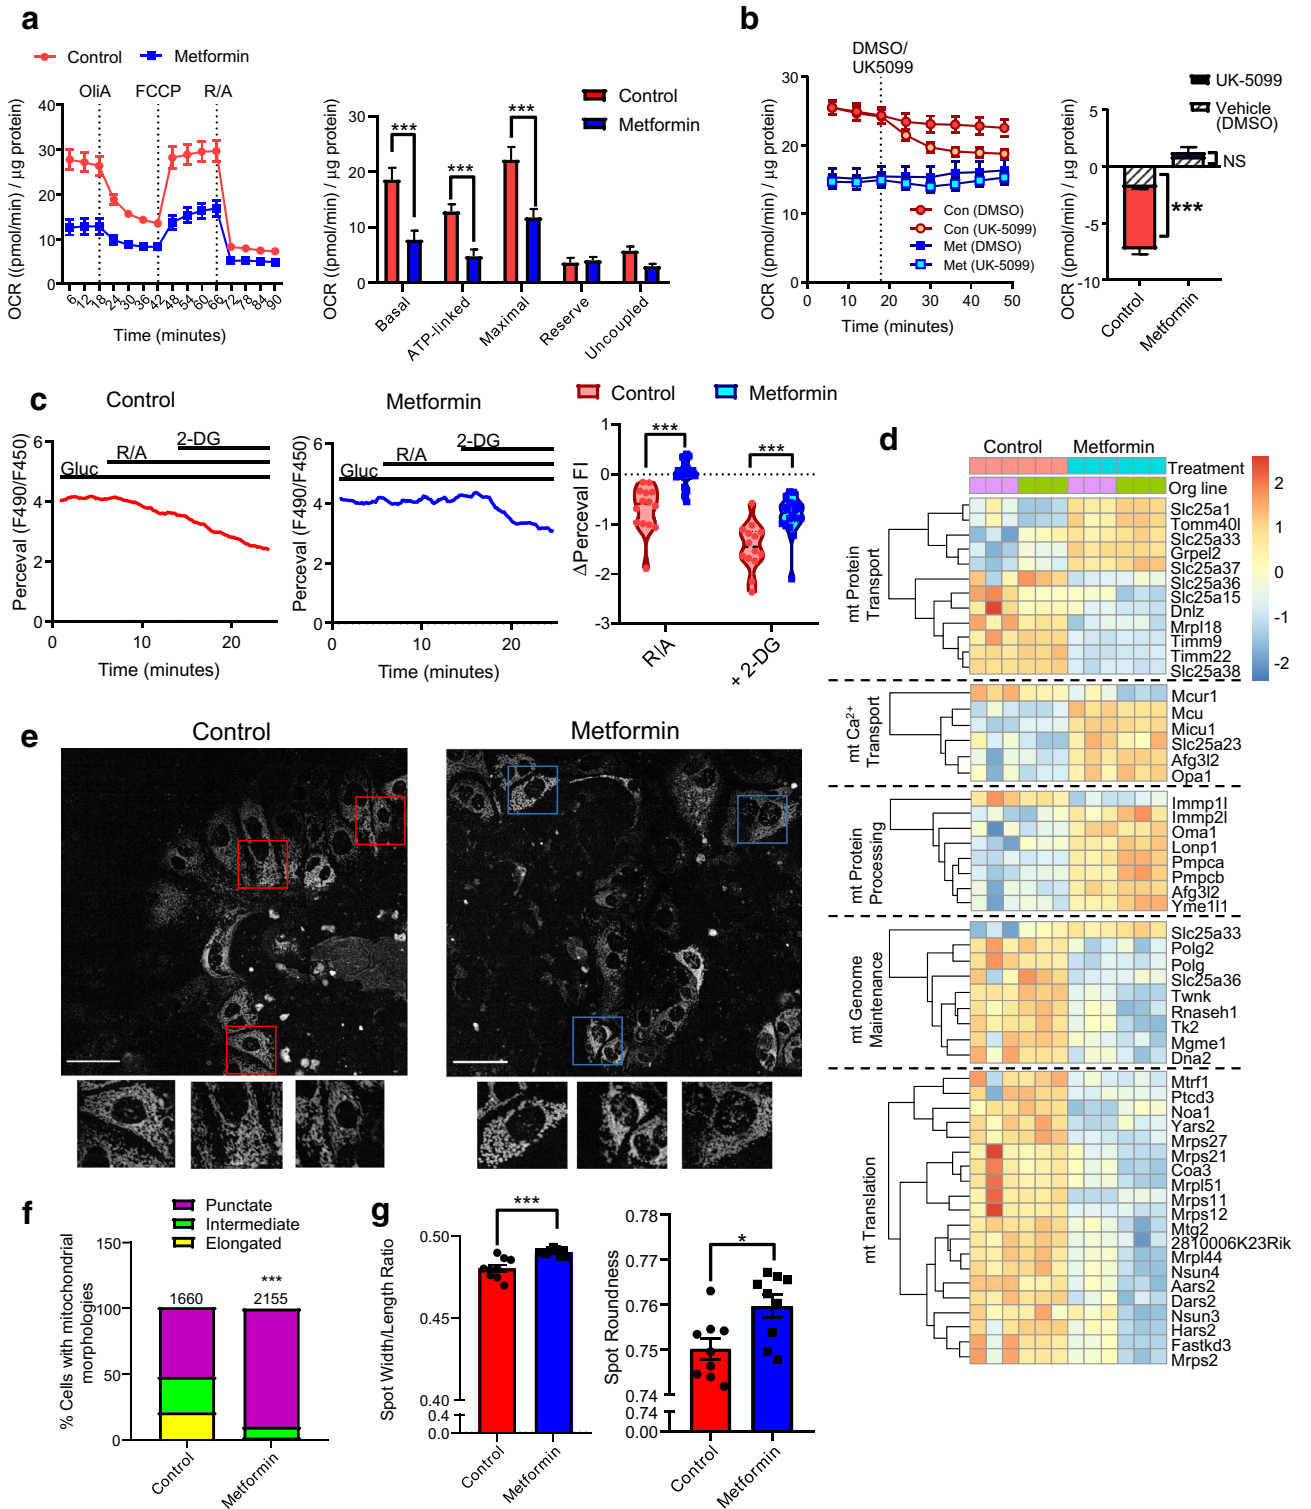 a
Control
Metformin
OliA
FCCP
R/A
OCR ((pmol/min) / µg protein)
40
30
20
10
0
6 12 18 24 30 36 42 48 54 60 66 72 78 84 90
Time (minutes)
OCR ((pmol/min) / µg protein)
30
20
10
0
***
***
***
Control
Metformin
Basal
ATP-linked
Maximal
Reserve
Uncoupled
b
DMSO/
UK5099
OCR ((pmol/min) / µg protein)
30
20
10
0
0 10 20 30 40 50
Time (minutes)
Con (DMSO)
Con (UK-5099)
Met (DMSO)
Met (UK-5099)
UK-5099
Vehicle
(DMSO)
OCR ((pmol/min) / µg protein)
5
0
-5
-10
NS
***
Control
Metformin
c
Control
Perceval (F490/F450)
6
4
2
0
Gluc
R/A
2-DG
0 10 20
Time (minutes)
Metformin
Perceval (F490/F450)
6
4
2
0
Gluc
R/A
2-DG
0 10 20
Time (minutes)
Control
Metformin
ΔPerceval FI
1
0
-1
-2
-3
***
***
R/A
+ 2-DG
d
Control
Metformin
Treatment
Org line
2
1
0
-1
-2
mt Protein
Transport
Slc25a1
Tomm40l
Slc25a33
Grpel2
Slc25a37
Slc25a36
Slc25a15
Dnlz
Mrpl18
Timm9
Timm22
Slc25a38
mt Ca²⁺
Transport
Mcur1
Mcu
Micu1
Slc25a23
Afg3l2
Opa1
mt Protein
Processing
Immp1l
Immp2l
Oma1
Lonp1
Pmpca
Pmpcb
Afg3l2
Yme1l1
mt Genome
Maintenance
Slc25a33
Polg2
Polg
Slc25a36
Twnk
Rnaseh1
Tk2
Mgme1
Dna2
mt Translation
Mtrf1
Ptcd3
Noa1
Yars2
Mrps27
Mrps21
Coa3
Mrpl51
Mrps11
Mrps12
Mtg2
2810006K23Rik
Mrpl44
Nsun4
Aars2
Dars2
Nsun3
Hars2
Fastkd3
Mrps2
e
Control
Metformin
f
Punctate
Intermediate
Elongated
% Cells with mitochondrial
morphologies
150
100
50
0
1660
***
2155
Control
Metformin
g
Spot Width/Length Ratio
0.50
0.45
0.40
0.4
0.0
***
Control
Metformin
Spot Roundness
0.78
0.77
0.76
0.75
0.74
0.74
0.00
*
Control
Metformin